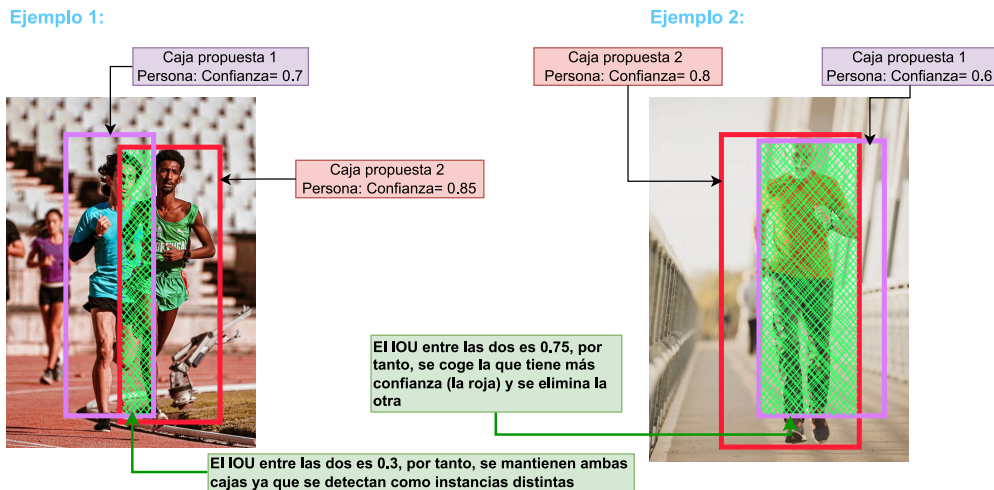 Ejemplo 1:
Ejemplo 2:
Caja propuesta 1
Persona: Confianza= 0.7
Caja propuesta 2
Persona: Confianza= 0.85
Caja propuesta 2
Persona: Confianza= 0.8
Caja propuesta 1
Persona: Confianza= 0.6
El IOU entre las dos es 0.75, por
tanto, se coge la que tiene más
confianza (la roja) y se elimina la
otra
El IOU entre las dos es 0.3, por tanto, se mantienen ambas
cajas ya que se detectan como instancias distintas